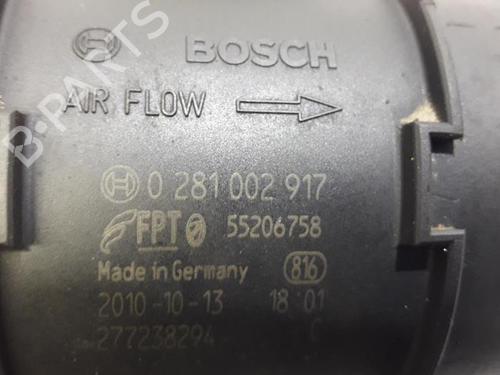 BOSCH
AIR FLOW
0 281 002 917
FPT 55206758
Made in Germany 816
2010-10-13 18 01
277238294 C
B-PARTS